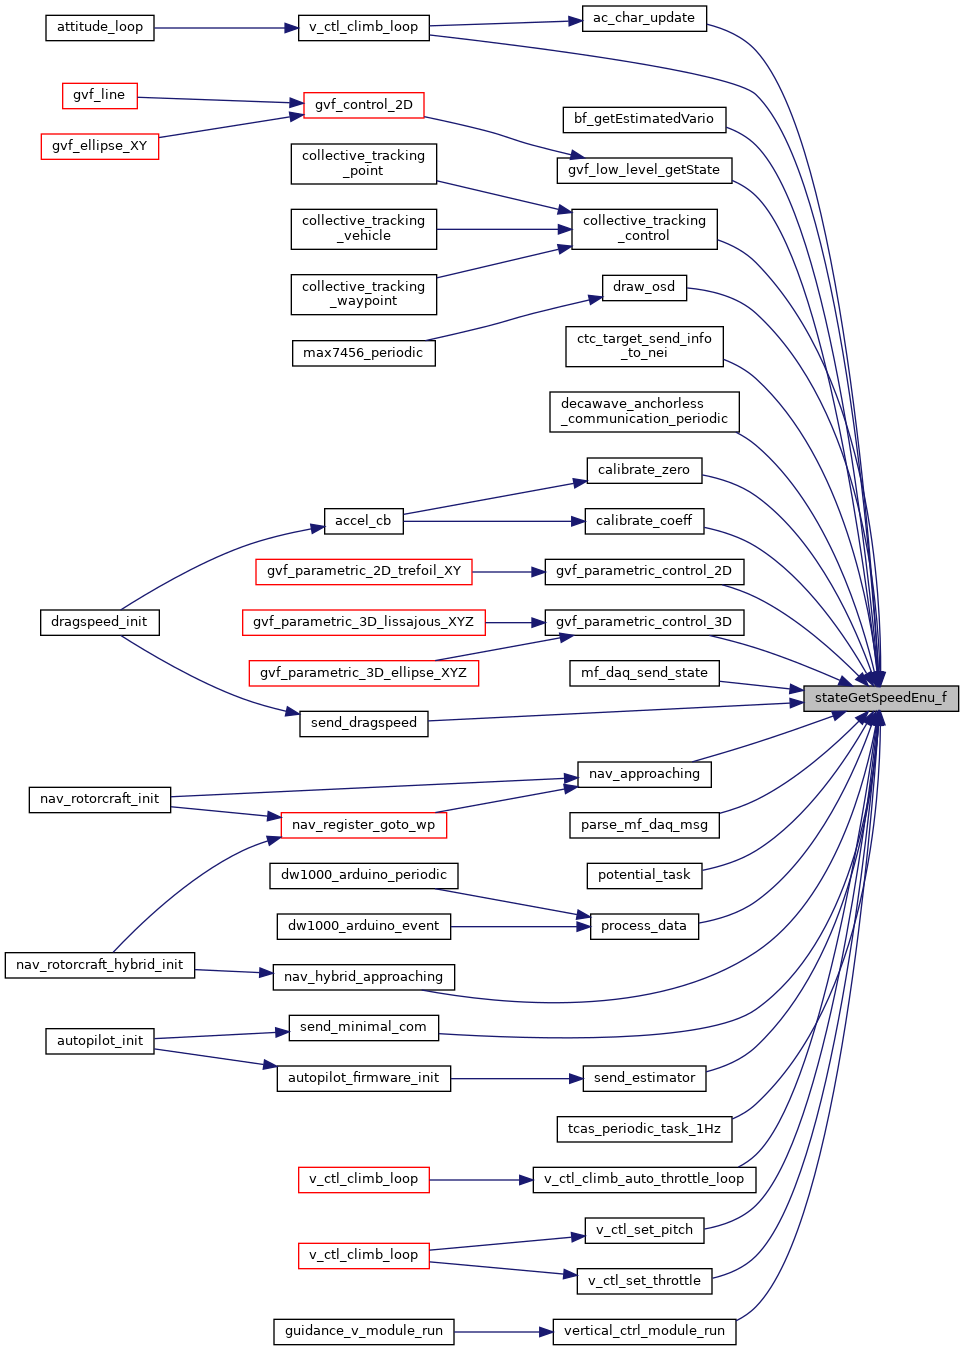 attitude_loop
v_ctl_climb_loop
ac_char_update
gvf_line
gvf_control_2D
bf_getEstimatedVario
gvf_ellipse_XY
collective_tracking
_point
gvf_low_level_getState
collective_tracking
_vehicle
collective_tracking
_control
collective_tracking
_waypoint
draw_osd
max7456_periodic
ctc_target_send_info
_to_nei
decawave_anchorless
_communication_periodic
calibrate_zero
accel_cb
calibrate_coeff
gvf_parametric_2D_trefoil_XY
gvf_parametric_control_2D
dragspeed_init
gvf_parametric_3D_lissajous_XYZ
gvf_parametric_control_3D
gvf_parametric_3D_ellipse_XYZ
mf_daq_send_state
stateGetSpeedEnu_f
send_dragspeed
nav_approaching
nav_rotorcraft_init
nav_register_goto_wp
parse_mf_daq_msg
dw1000_arduino_periodic
potential_task
dw1000_arduino_event
process_data
nav_rotorcraft_hybrid_init
nav_hybrid_approaching
autopilot_init
send_minimal_com
autopilot_firmware_init
send_estimator
tcas_periodic_task_1Hz
v_ctl_climb_loop
v_ctl_climb_auto_throttle_loop
v_ctl_set_pitch
v_ctl_climb_loop
v_ctl_set_throttle
guidance_v_module_run
vertical_ctrl_module_run